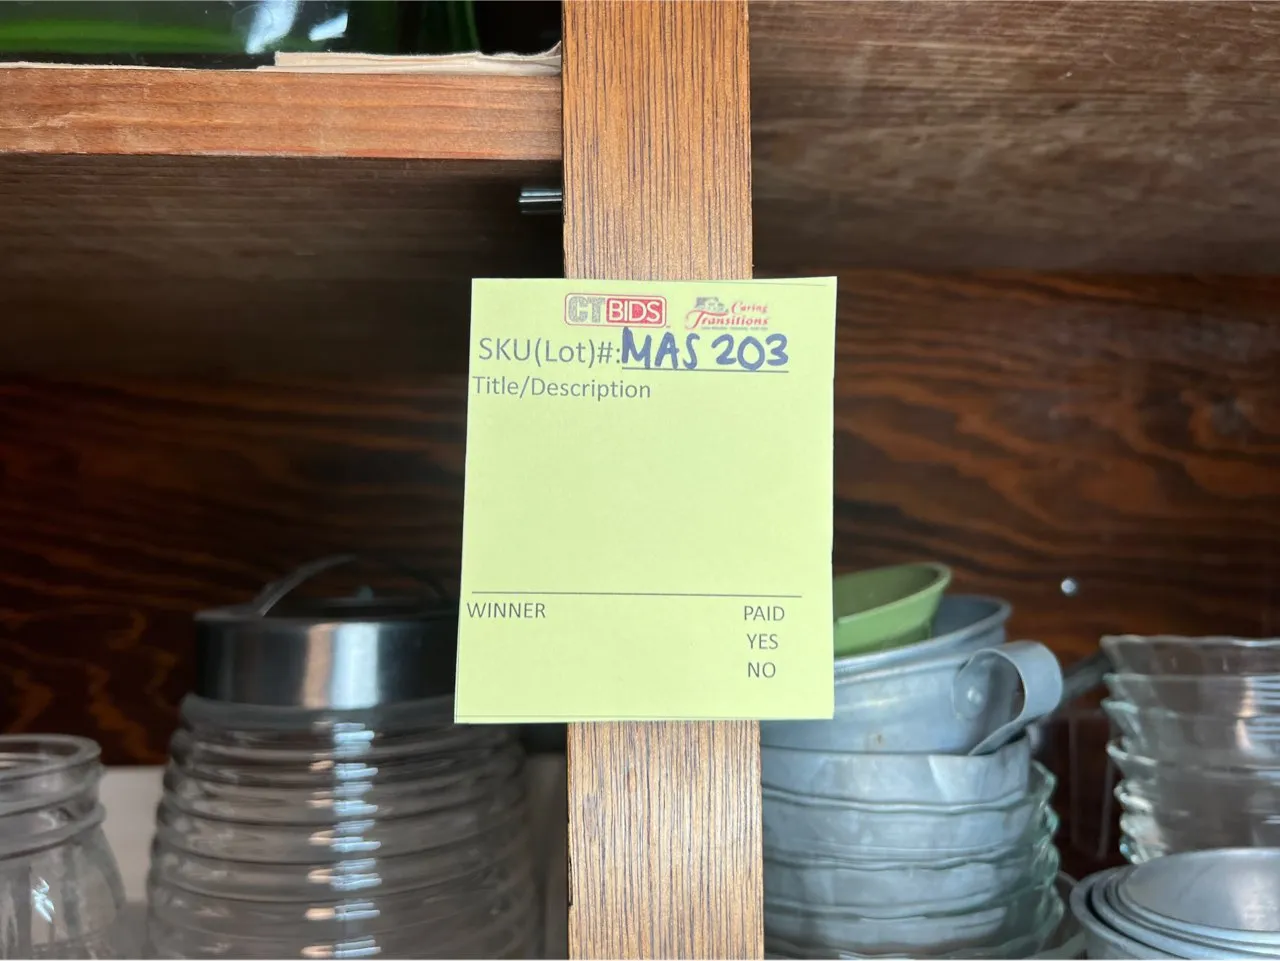 CTBIDS Caring Transitions
SKU(Lot)#: MAS 203
Title/Description
WINNER PAID
YES
NO